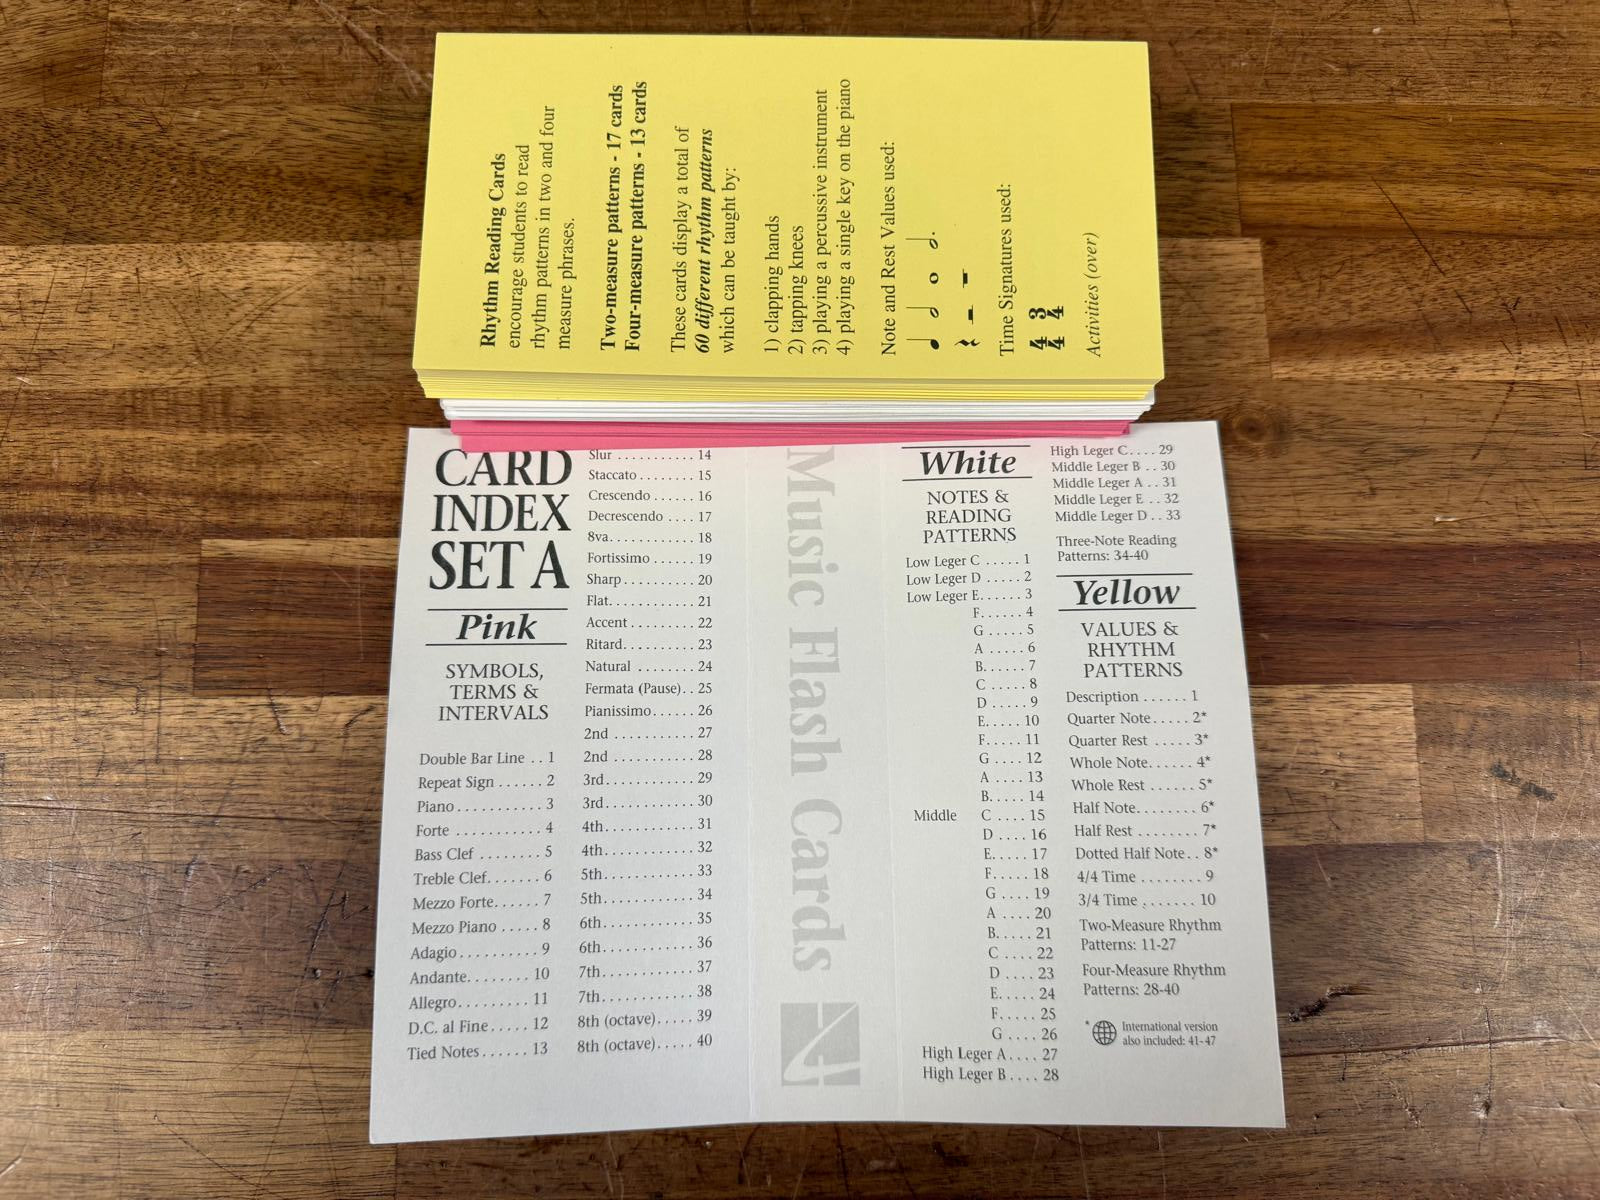 Rhythm Reading Cards
encourage students to read
rhythm patterns in two and four
measure phrases.
Two-measure patterns - 17 cards
Four-measure patterns - 13 cards
These cards display a total of
60 different rhythm patterns
which can be taught by:
1) clapping hands
2) tapping knees
3) playing a percussive instrument
4) playing a single key on the piano
Note and Rest Values used:
Time Signatures used:
4 3
4 4
Activities (over)
CARD
INDEX
SET A
Pink
SYMBOLS,
TERMS &
INTERVALS
Double Bar Line . . 1
Repeat Sign . . . . . . 2
Piano . . . . . . . . . . . 3
Forte . . . . . . . . . . . 4
Bass Clef . . . . . . . . 5
Treble Clef. . . . . . . 6
Mezzo Forte. . . . . . 7
Mezzo Piano . . . . . 8
Adagio . . . . . . . . . . 9
Andante. . . . . . . . 10
Allegro . . . . . . . . . 11
D.C. al Fine . . . . . 12
Tied Notes . . . . . . 13
Slur . . . . . . . . . . . 14
Staccato . . . . . . . . 15
Crescendo . . . . . . 16
Decrescendo . . . . 17
8va. . . . . . . . . . . . 18
Fortissimo . . . . . . 19
Sharp . . . . . . . . . . 20
Flat. . . . . . . . . . . . 21
Accent . . . . . . . . . 22
Ritard. . . . . . . . . . 23
Natural . . . . . . . . 24
Fermata (Pause). . 25
Pianissimo . . . . . . 26
2nd . . . . . . . . . . . 27
2nd . . . . . . . . . . . 28
3rd . . . . . . . . . . . . 29
3rd . . . . . . . . . . . . 30
4th. . . . . . . . . . . . 31
4th. . . . . . . . . . . . 32
5th. . . . . . . . . . . . 33
5th. . . . . . . . . . . . 34
6th. . . . . . . . . . . . 35
6th. . . . . . . . . . . . 36
7th. . . . . . . . . . . . 37
7th. . . . . . . . . . . . 38
8th (octave). . . . . 39
8th (octave). . . . . 40
Music Flash Cards
White
NOTES &
READING
PATTERNS
Low Leger C . . . . . 1
Low Leger D . . . . . 2
Low Leger E. . . . . . 3
F. . . . . . 4
G . . . . . 5
A . . . . . 6
B. . . . . . 7
C . . . . . 8
D . . . . . 9
E. . . . . 10
F. . . . . 11
G . . . . 12
A . . . . 13
B. . . . . 14
Middle C . . . . 15
D . . . . 16
E. . . . . 17
F. . . . . 18
G . . . . 19
A . . . . 20
B. . . . . 21
C . . . . 22
D . . . . 23
E. . . . . 24
F. . . . . 25
G . . . . 26
High Leger A . . . . 27
High Leger B . . . . 28
High Leger C . . . . 29
Middle Leger B . . 30
Middle Leger A . . 31
Middle Leger E . . 32
Middle Leger D . . 33
Three-Note Reading
Patterns: 34-40
Yellow
VALUES &
RHYTHM
PATTERNS
Description . . . . . . 1
Quarter Note . . . . . 2*
Quarter Rest . . . . . 3*
Whole Note. . . . . . 4*
Whole Rest . . . . . . 5*
Half Note. . . . . . . . 6*
Half Rest . . . . . . . . 7*
Dotted Half Note . . 8*
4/4 Time . . . . . . . . 9
3/4 Time . . . . . . . 10
Two-Measure Rhythm
Patterns: 11-27
Four-Measure Rhythm
Patterns: 28-40
* International version
also included: 41-47